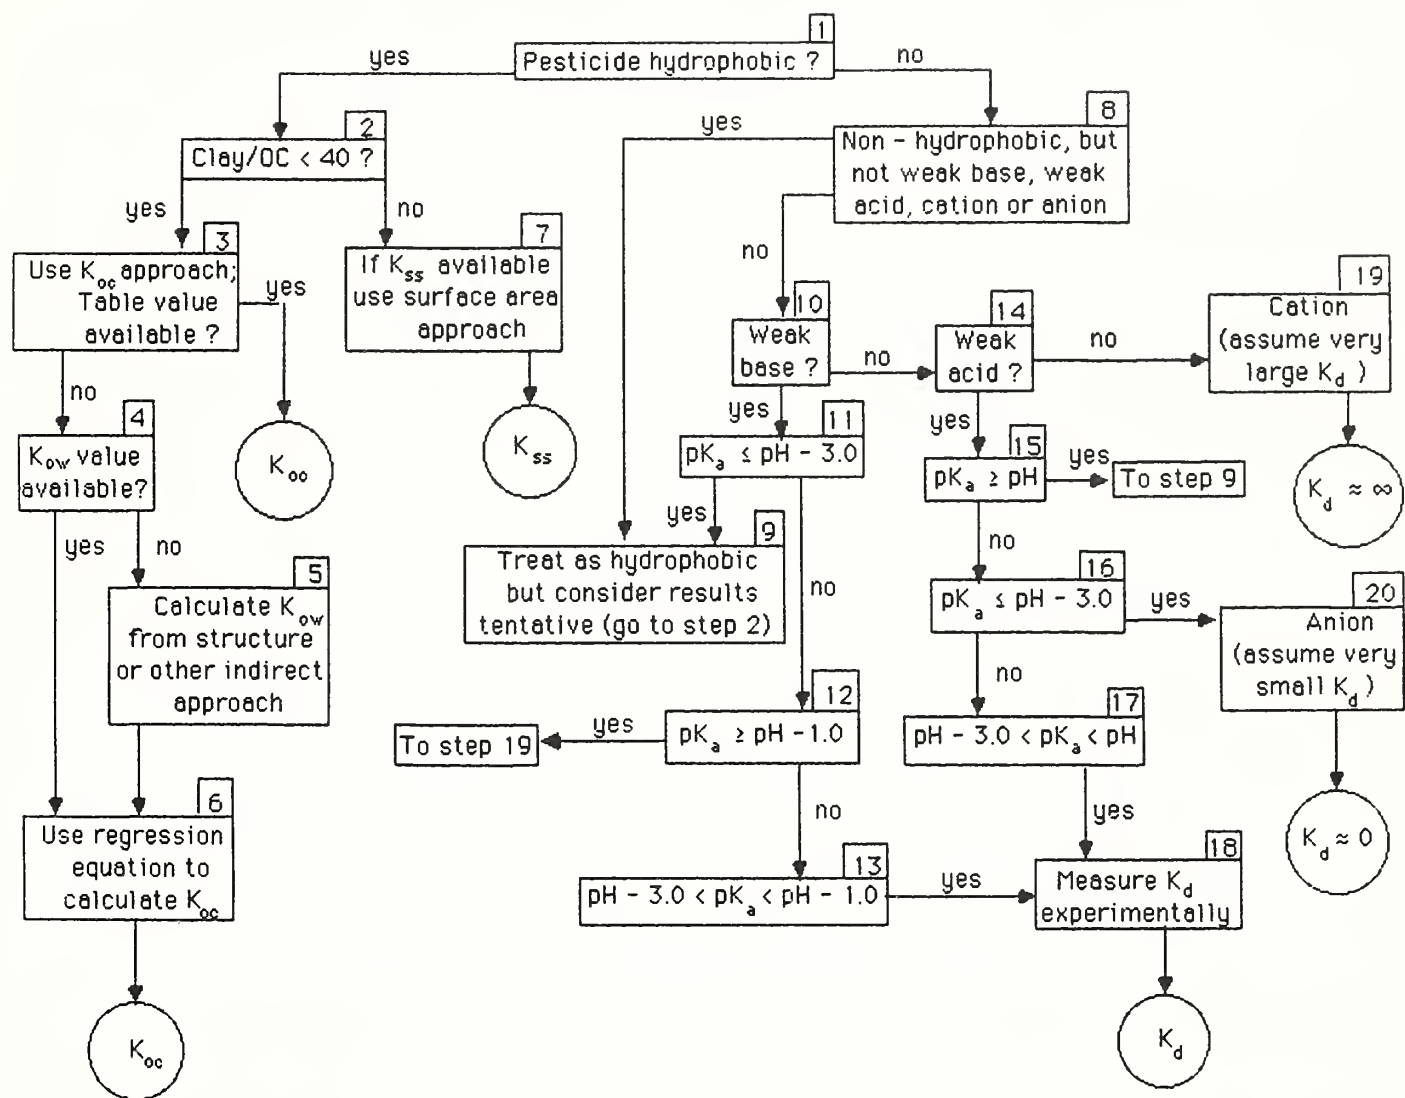 1
Pesticide hydrophobic ?
yes
no
2
Clay/OC < 40 ?
yes
no
3
Use Koc approach;
Table value
available ?
yes
no
Koc
4
Kow value
available?
yes
no
5
Calculate Kow
from structure
or other indirect
approach
6
Use regression
equation to
calculate Koc
Koc
7
If Kss available
use surface area
approach
Kss
8
Non - hydrophobic, but
not weak base, weak
acid, cation or anion
yes
no
10
Weak
base ?
no
yes
11
pKa ≤ pH - 3.0
yes
no
9
Treat as hydrophobic
but consider results
tentative (go to step 2)
12
pKa ≥ pH - 1.0
yes
To step 19
no
13
pH - 3.0 < pKa < pH - 1.0
yes
14
Weak
acid ?
no
yes
15
pKa ≥ pH
yes
To step 9
no
16
pKa ≤ pH - 3.0
yes
no
17
pH - 3.0 < pKa < pH
yes
18
Measure Kd
experimentally
Kd
19
Cation
(assume very
large Kd )
Kd ≈ ∞
20
Anion
(assume very
small Kd )
Kd ≈ 0